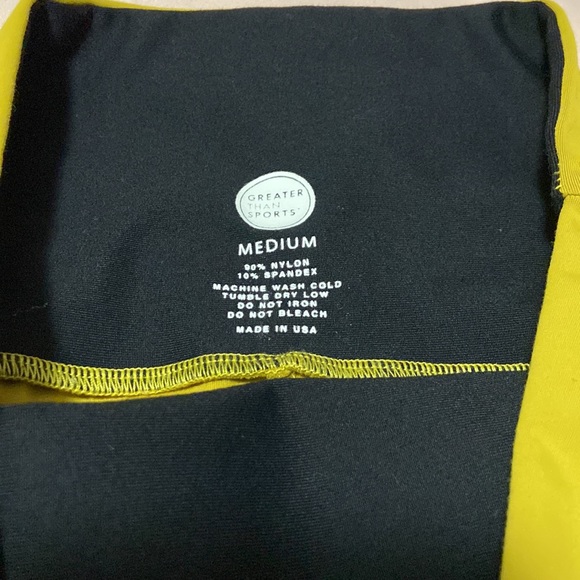 GREATER
THAN
SPORTS
MEDIUM
90% NYLON
10% SPANDEX
MACHINE WASH COLD
TUMBLE DRY LOW
DO NOT IRON
DO NOT BLEACH
MADE IN USA